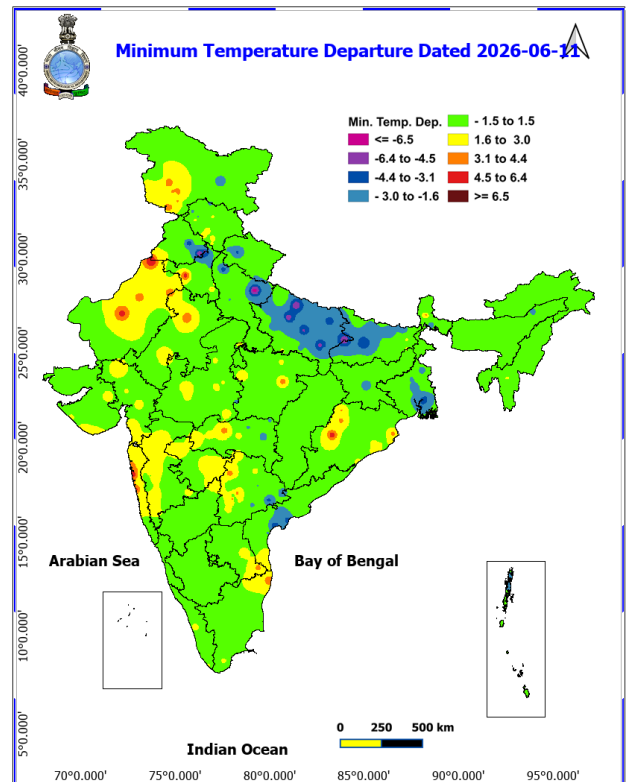 Minimum Temperature Departure Dated 2026-06-11
40°0.000'
Min. Temp. Dep.
- 1.5 to 1.5
<= -6.5
1.6 to 3.0
-6.4 to -4.5
3.1 to 4.4
-4.4 to -3.1
4.5 to 6.4
- 3.0 to -1.6
>= 6.5
35°0.000'
30°0.000'
25°0.000'
20°0.000'
15°0.000'
Arabian Sea
Bay of Bengal
10°0.000'
5°0.000'
0 250 500 km
Indian Ocean
70°0.000' 75°0.000' 80°0.000' 85°0.000' 90°0.000' 95°0.000'